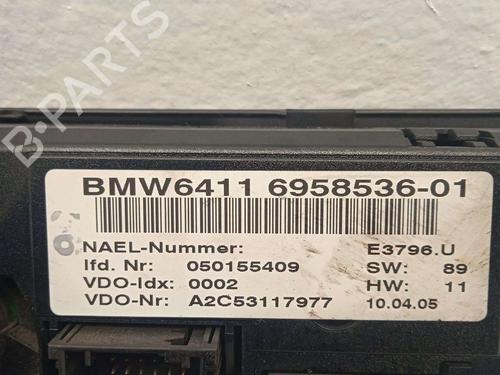 B-PARTS
BMW6411 6958536-01
NAEL-Nummer: E3796.U
lfd. Nr: 050155409 SW: 89
VDO-Idx: 0002 HW: 11
VDO-Nr: A2C53117977 10.04.05